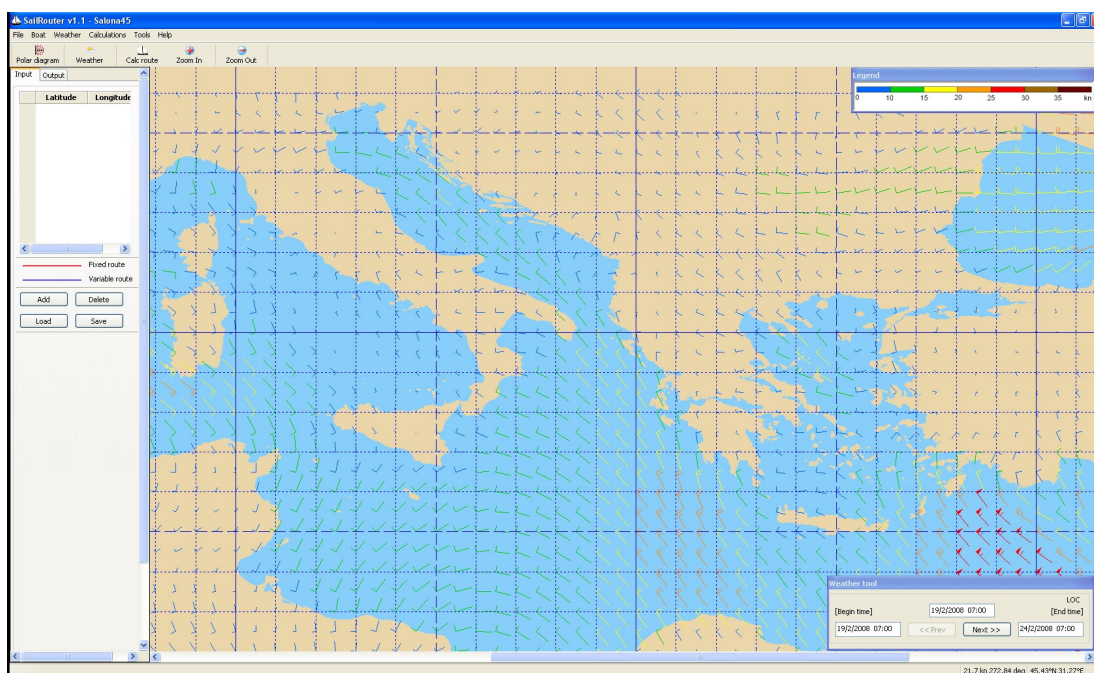 SailRouter v1.1 - Salona45
File Boat Weather Calculations Tools Help
Polar diagram Weather Calc route Zoom In Zoom Out
Input Output
Latitude Longitude
Fixed route
Variable route
Add Delete
Load Save
Legend
0 10 15 20 25 30 35 kn
Weather tool
LOC
[Begin time] 19/2/2008 07:00 [End time]
19/2/2008 07:00 << Prev Next >> 24/2/2008 07:00
21.7 kn 272.84 deg 45.43°N 31.27°E